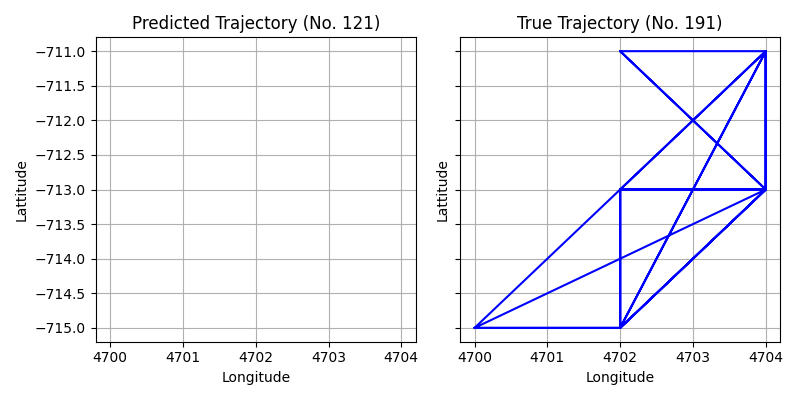 Predicted Trajectory (No. 121)
True Trajectory (No. 191)
−711.0
−711.5
−712.0
−712.5
−713.0
−713.5
−714.0
−714.5
−715.0
Lattitude
Lattitude
4700 4701 4702 4703 4704
4700 4701 4702 4703 4704
Longitude
Longitude